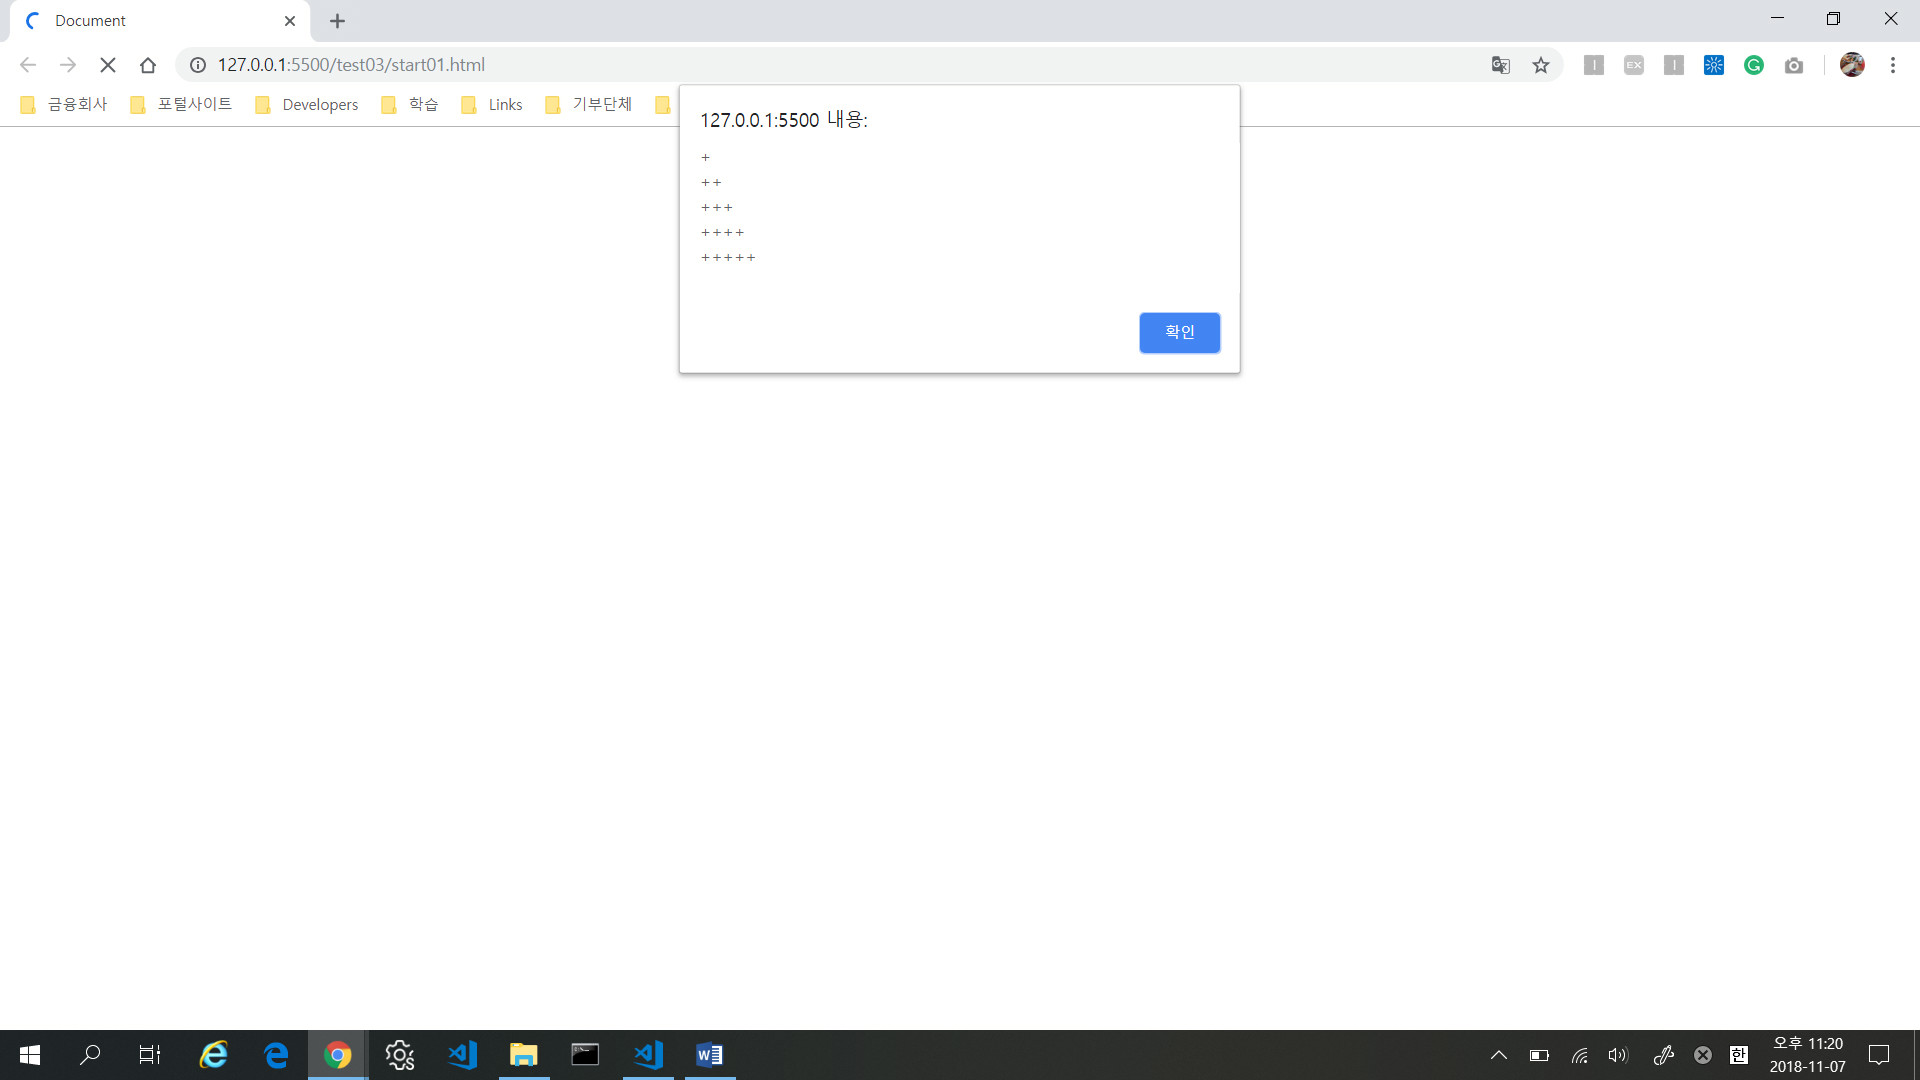 Document
127.0.0.1:5500/test03/start01.html
금융회사 포털사이트 Developers 학습 Links 기부단체
127.0.0.1:5500 내용:
+
++
+++
++++
+++++
확인
한
오후 11:20
2018-11-07